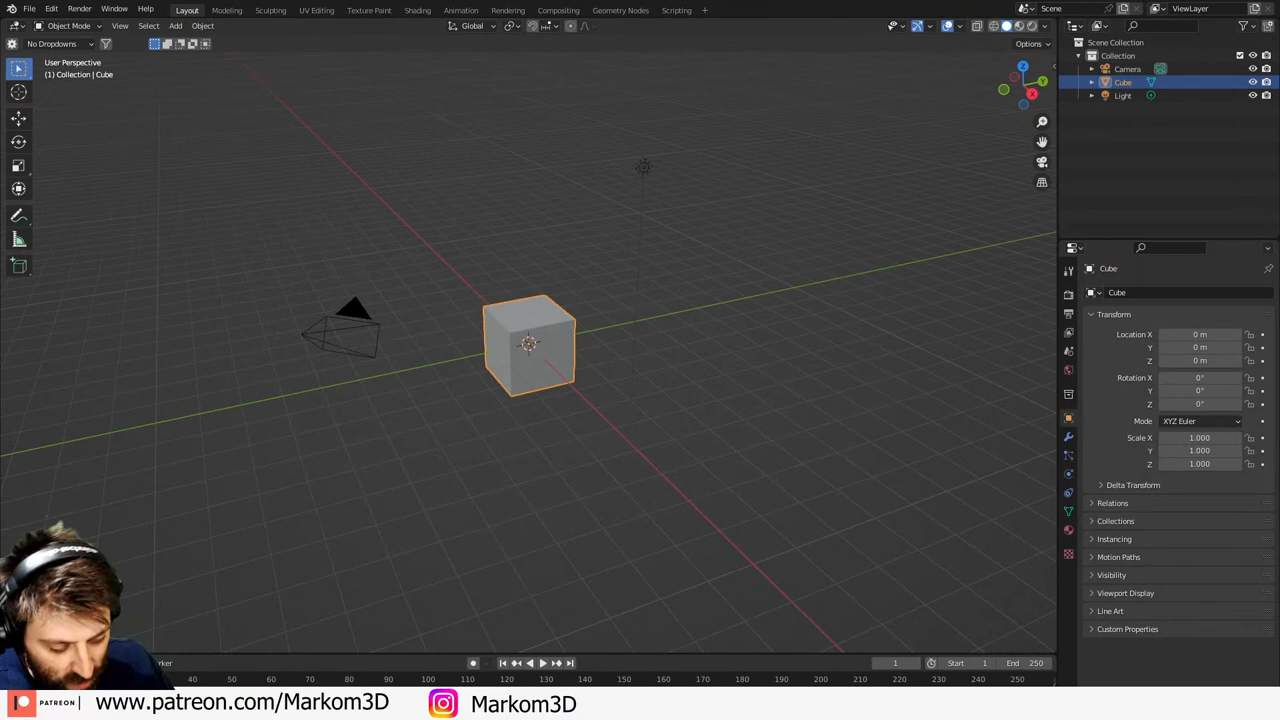 File Edit Render Window Help Layout Modeling Sculpting UV Editing Texture Paint Shading Animation Rendering Compositing Geometry Nodes Scripting + Scene ViewLayer
Object Mode View Select Add Object Global
No Dropdowns Options
User Perspective
(1) Collection | Cube
Z
Y
X
Scene Collection
Collection
Camera
Cube
Light
Cube
Cube
Transform
Location X 0 m
Y 0 m
Z 0 m
Rotation X 0°
Y 0°
Z 0°
Mode XYZ Euler
Scale X 1.000
Y 1.000
Z 1.000
Delta Transform
Relations
Collections
Instancing
Motion Paths
Visibility
Viewport Display
Line Art
Custom Properties
arker 1 Start 1 End 250
40 50 60 70 80 90 100 110 120 130 140 150 160 170 180 190 200 210 220 230 240 250
PATREON www.patreon.com/Markom3D Markom3D